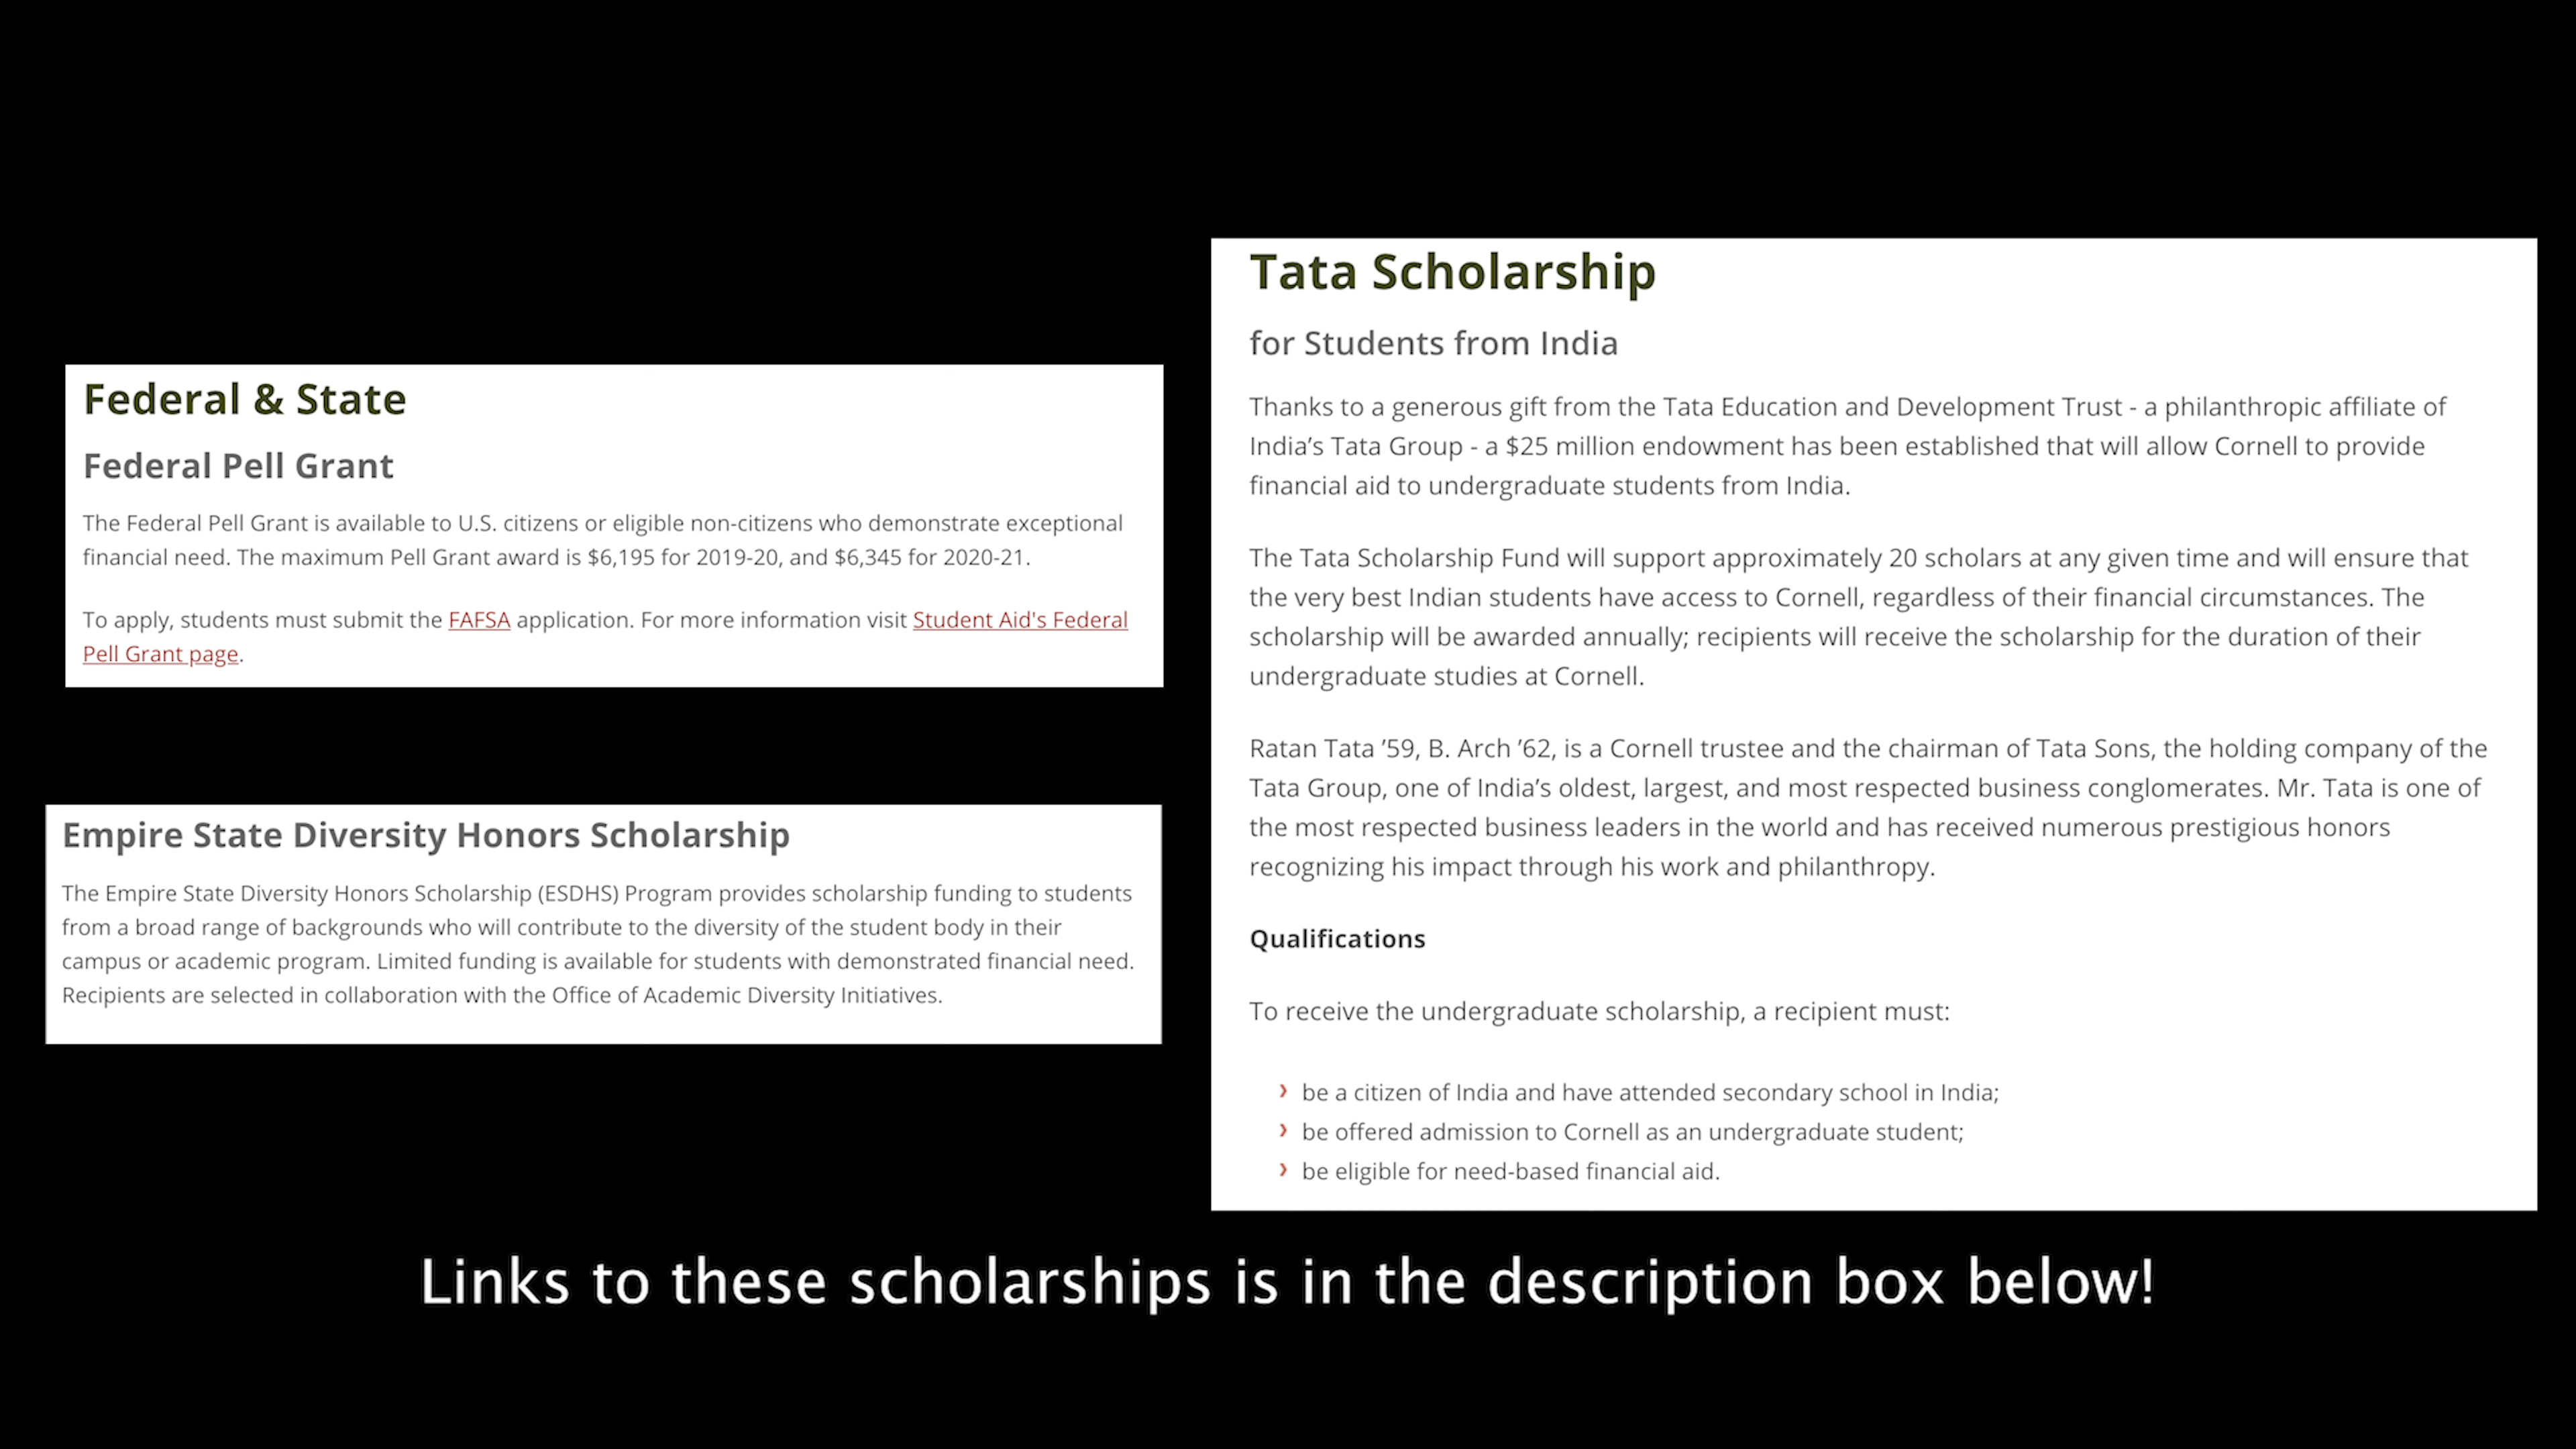 Federal & State
Federal Pell Grant
The Federal Pell Grant is available to U.S. citizens or eligible non-citizens who demonstrate exceptional
financial need. The maximum Pell Grant award is $6,195 for 2019-20, and $6,345 for 2020-21.
To apply, students must submit the FAFSA application. For more information visit Student Aid's Federal
Pell Grant page.
Empire State Diversity Honors Scholarship
The Empire State Diversity Honors Scholarship (ESDHS) Program provides scholarship funding to students
from a broad range of backgrounds who will contribute to the diversity of the student body in their
campus or academic program. Limited funding is available for students with demonstrated financial need.
Recipients are selected in collaboration with the Office of Academic Diversity Initiatives.
Tata Scholarship
for Students from India
Thanks to a generous gift from the Tata Education and Development Trust - a philanthropic affiliate of
India’s Tata Group - a $25 million endowment has been established that will allow Cornell to provide
financial aid to undergraduate students from India.
The Tata Scholarship Fund will support approximately 20 scholars at any given time and will ensure that
the very best Indian students have access to Cornell, regardless of their financial circumstances. The
scholarship will be awarded annually; recipients will receive the scholarship for the duration of their
undergraduate studies at Cornell.
Ratan Tata ’59, B. Arch ’62, is a Cornell trustee and the chairman of Tata Sons, the holding company of the
Tata Group, one of India’s oldest, largest, and most respected business conglomerates. Mr. Tata is one of
the most respected business leaders in the world and has received numerous prestigious honors
recognizing his impact through his work and philanthropy.
Qualifications
To receive the undergraduate scholarship, a recipient must:
› be a citizen of India and have attended secondary school in India;
› be offered admission to Cornell as an undergraduate student;
› be eligible for need-based financial aid.
Links to these scholarships is in the description box below!